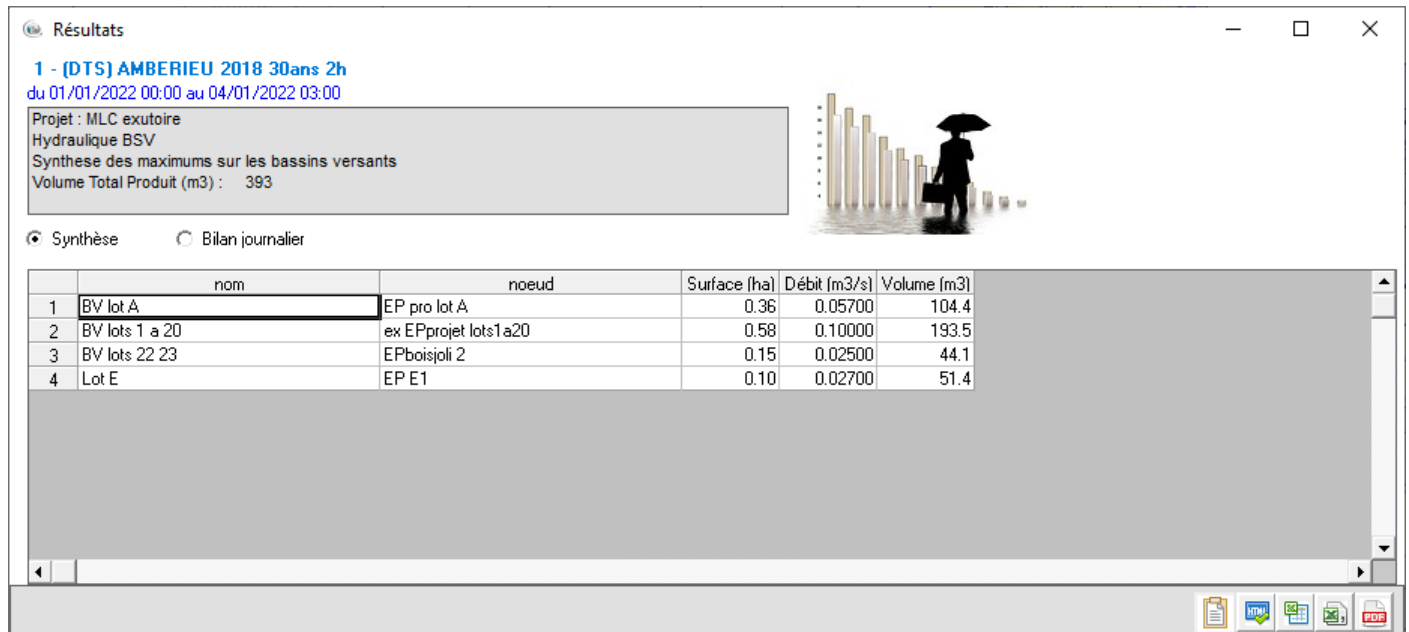 Résultats
1 - (DTS) AMBERIEU 2018 30ans 2h
du 01/01/2022 00:00 au 04/01/2022 03:00
Projet : MLC exutoire
Hydraulique BSV
Synthese des maximums sur les bassins versants
Volume Total Produit (m3) : 393
Synthèse Bilan journalier
nom noeud Surface (ha) Débit (m3/s) Volume (m3)
1 BV lot A EP pro lot A 0.36 0.05700 104.4
2 BV lots 1 a 20 ex EPprojet lots1a20 0.58 0.10000 193.5
3 BV lots 22 23 EPboisjoli 2 0.15 0.02500 44.1
4 Lot E EP E1 0.10 0.02700 51.4
HTML
PDF